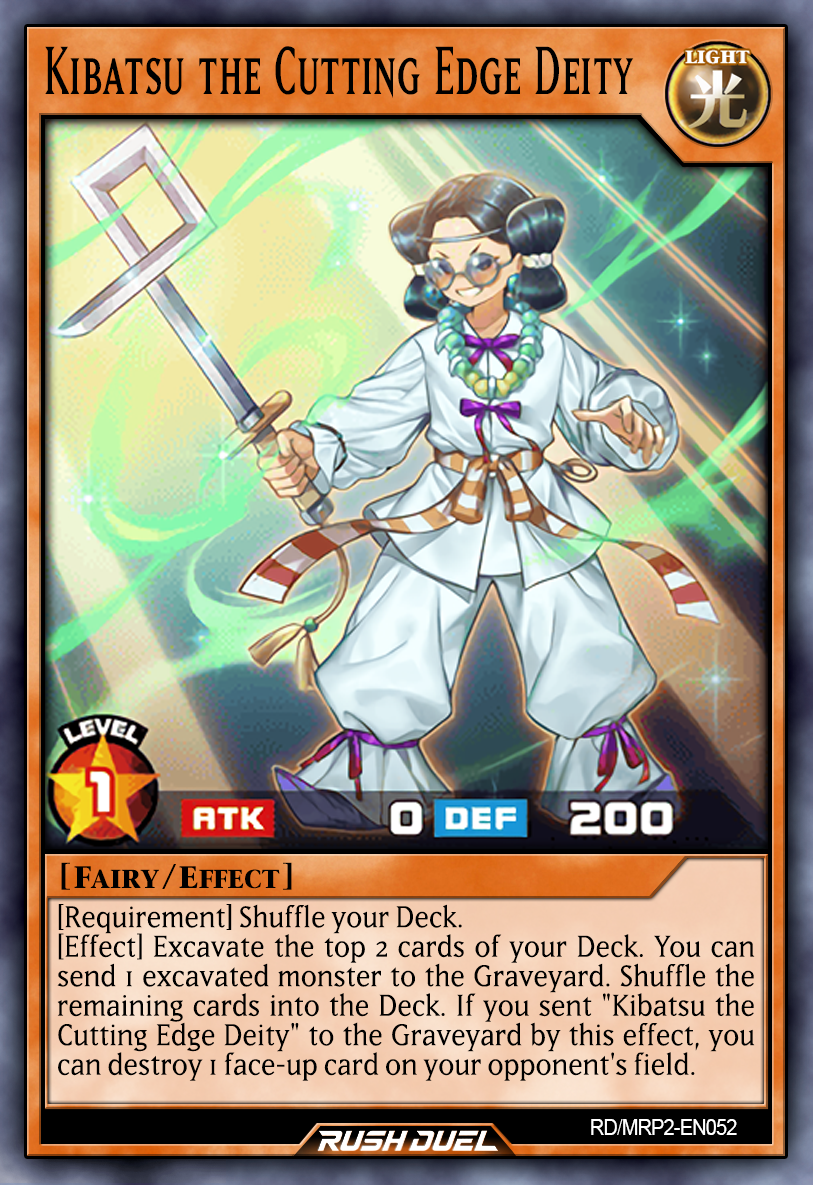 Kibatsu the Cutting Edge Deity
LIGHT
光
LEVEL
1
ATK 0 DEF 200
[Fairy/Effect]
[Requirement] Shuffle your Deck.
[Effect] Excavate the top 2 cards of your Deck. You can
send 1 excavated monster to the Graveyard. Shuffle the
remaining cards into the Deck. If you sent "Kibatsu the
Cutting Edge Deity" to the Graveyard by this effect, you
can destroy 1 face-up card on your opponent's field.
RUSH DUEL
RD/MRP2-EN052